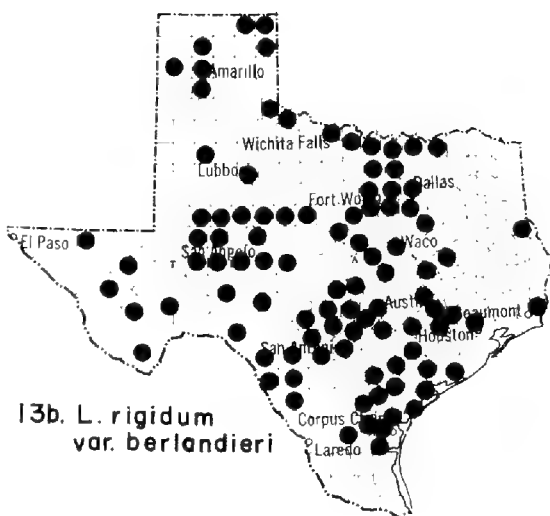 Amarillo
Wichita Falls
Lubbock
Fort Worth
Dallas
El Paso
San Angelo
Waco
Austin
Beaumont
Houston
San Antonio
Corpus Christi
Laredo
13b. L. rigidum
var. berlandieri